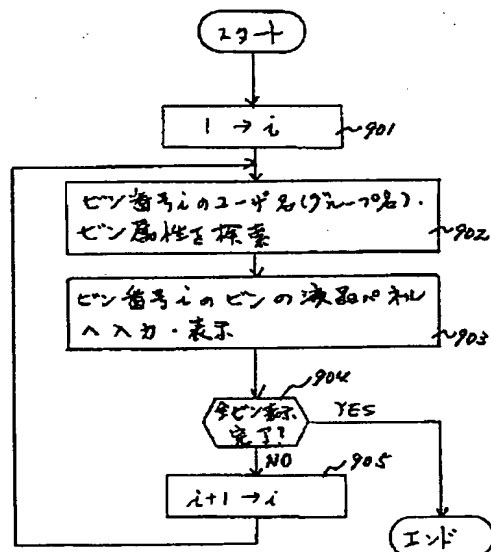 スタート
1 → i
～901
ビン番号iのユーザ名(グループ名)・
ビン属性を探索
～902
ビン番号iのビンの液晶パネル
へ入力・表示
～903
904
全ビン表示
完了?
YES
NO
905
i+1 → i
エンド